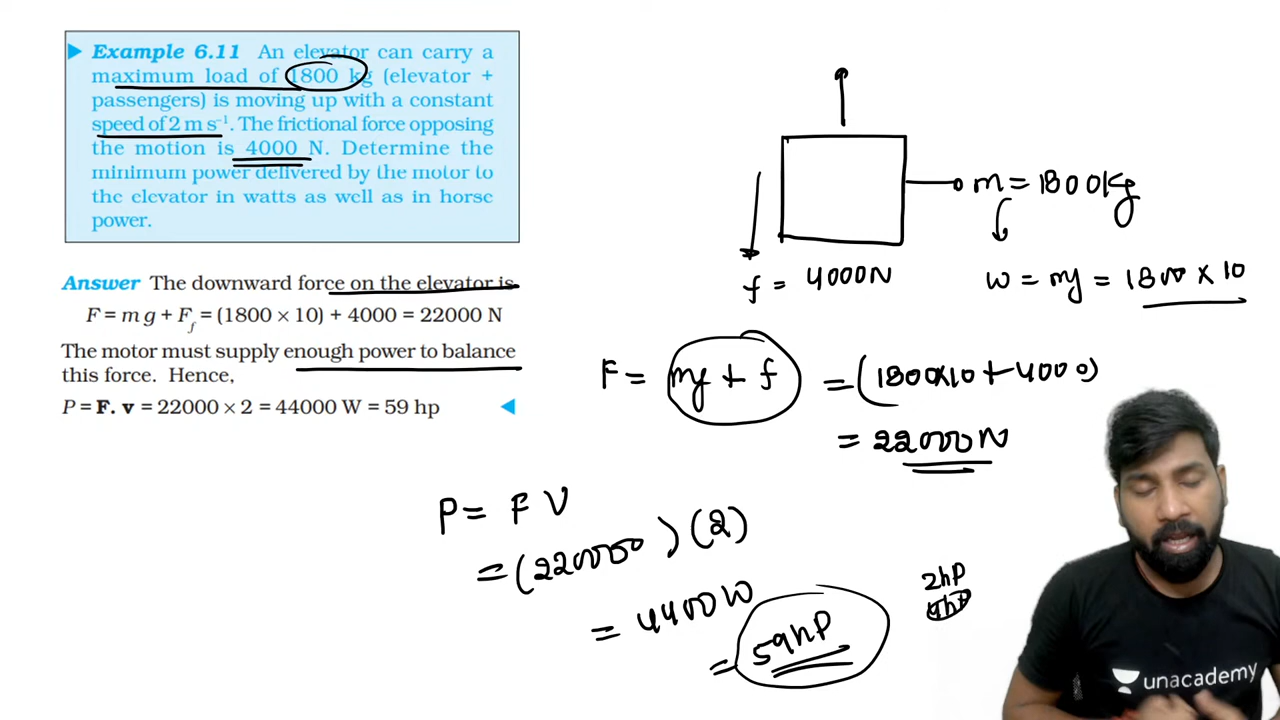 Example 6.11 An elevator can carry a
maximum load of 1800 kg (elevator +
passengers) is moving up with a constant
speed of 2 m s⁻¹. The frictional force opposing
the motion is 4000 N. Determine the
minimum power delivered by the motor to
the elevator in watts as well as in horse
power.
Answer The downward force on the elevator is
F = m g + F_f = (1800 × 10) + 4000 = 22000 N
The motor must supply enough power to balance
this force. Hence,
P = F. v = 22000 × 2 = 44000 W = 59 hp
m = 1800kg
f = 4000N
w = mg = 1800 × 10
F = mg + f = (1800x10+4000)
= 22000N
P = F V
= (22000) (2)
= 4400W
= 59hP
2hP
4hP
unacademy